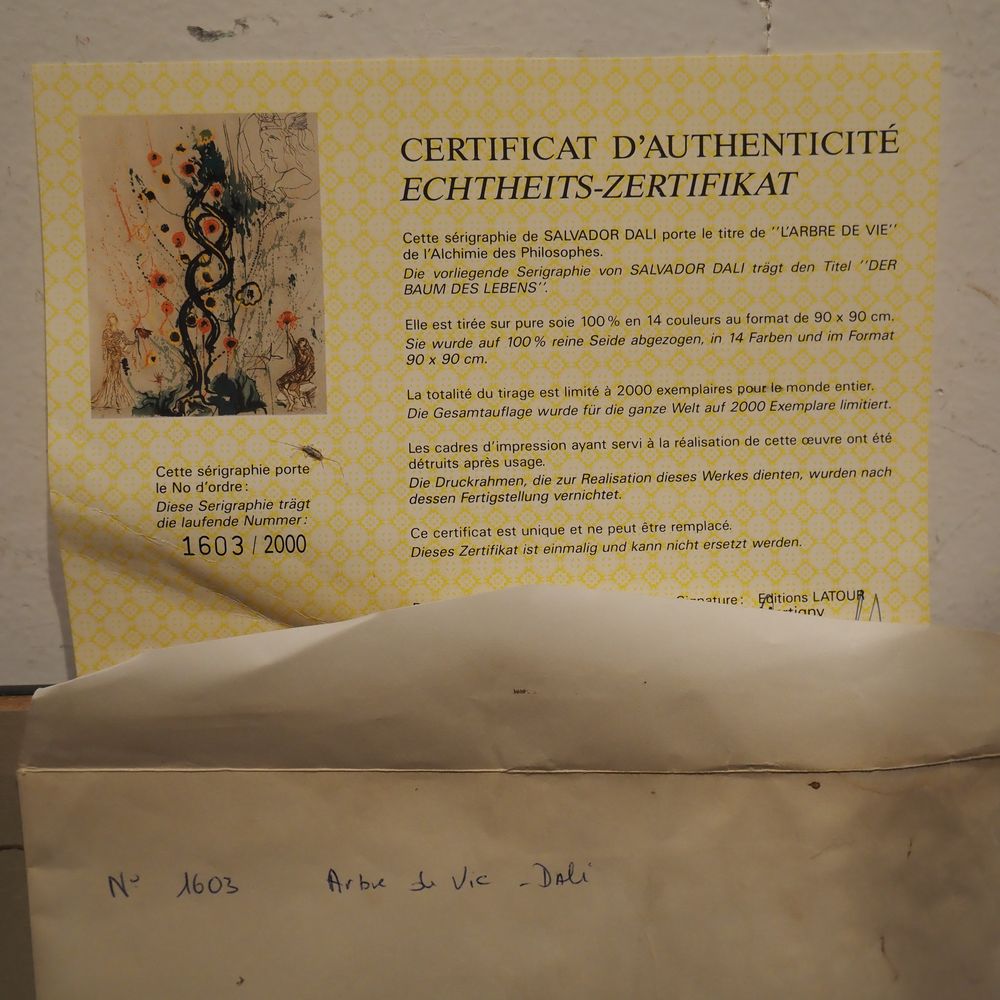 CERTIFICAT D'AUTHENTICITÉ
ECHTHEITS-ZERTIFIKAT
Cette sérigraphie de SALVADOR DALI porte le titre de ''L'ARBRE DE VIE''
de l'Alchimie des Philosophes.
Die vorliegende Serigraphie von SALVADOR DALI trägt den Titel ''DER
BAUM DES LEBENS''.
Elle est tirée sur pure soie 100% en 14 couleurs au format de 90 x 90 cm.
Sie wurde auf 100% reine Seide abgezogen, in 14 Farben und im Format
90 x 90 cm.
La totalité du tirage est limité à 2000 exemplaires pour le monde entier.
Die Gesamtauflage wurde für die ganze Welt auf 2000 Exemplare limitiert.
Les cadres d'impression ayant servi à la réalisation de cette œuvre ont été
détruits après usage.
Die Druckrahmen, die zur Realisation dieses Werkes dienten, wurden nach
dessen Fertigstellung vernichtet.
Ce certificat est unique et ne peut être remplacé.
Dieses Zertifikat ist einmalig und kann nicht ersetzt werden.
Signature: Editions LATOUR
Cette sérigraphie porte
le No d'ordre:
Diese Serigraphie trägt
die laufende Nummer:
1603 / 2000
N° 1603 Arbre de Vie - Dali